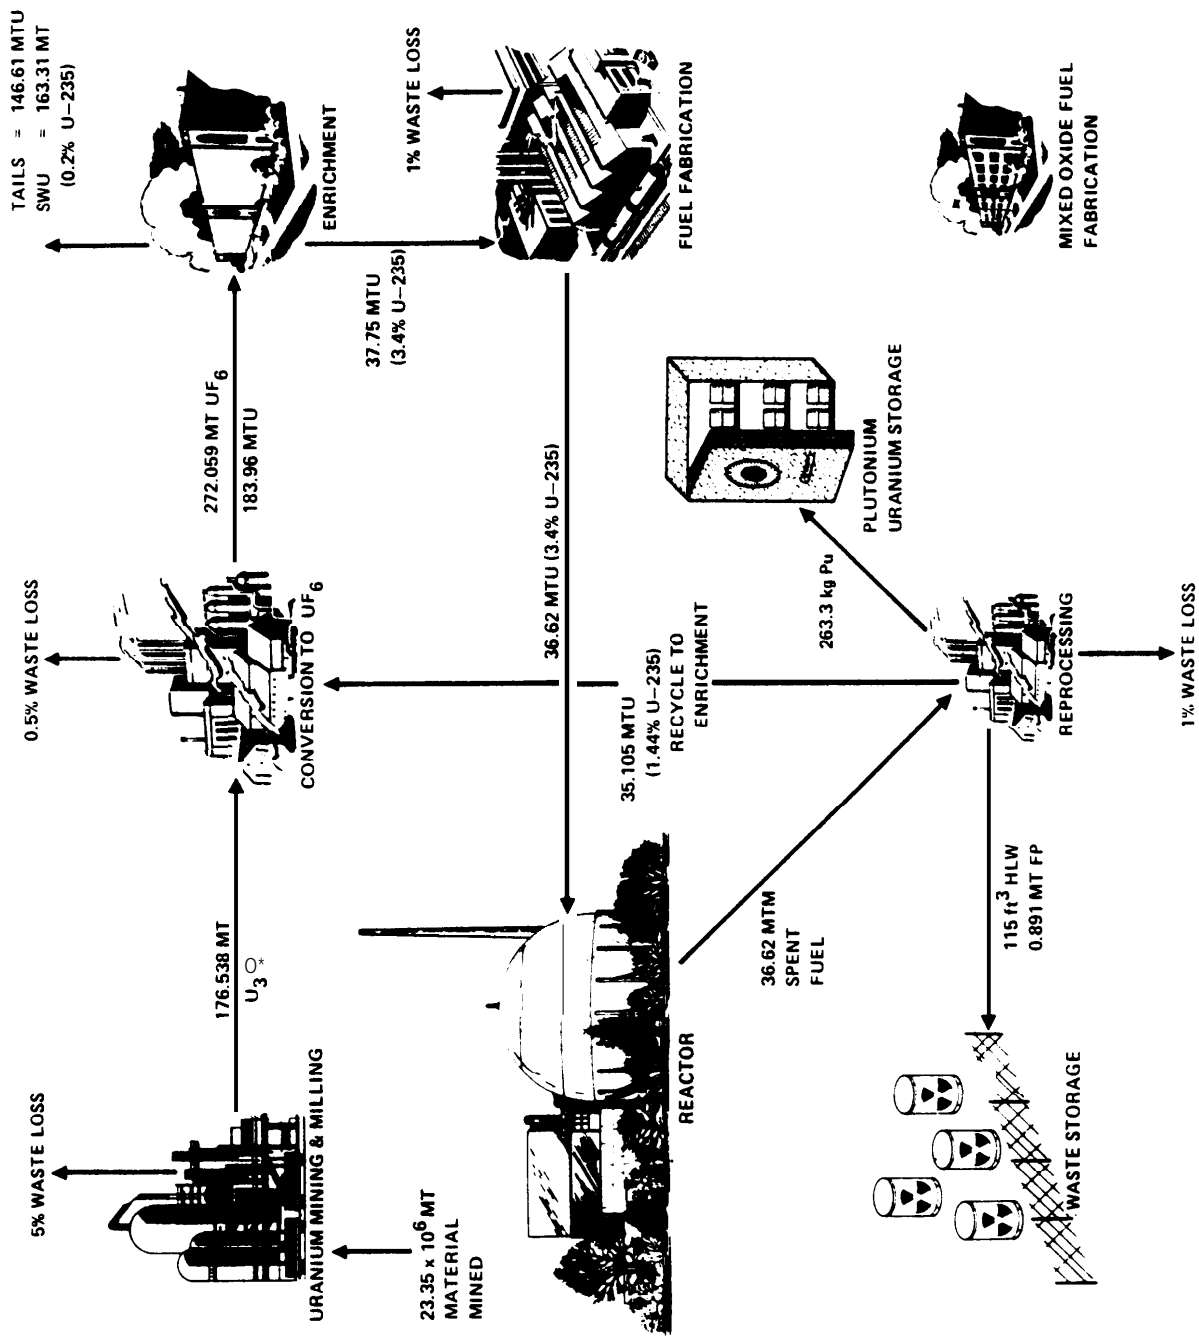 5% WASTE LOSS
0.5% WASTE LOSS
TAILS = 146.61 MTU
SWU = 163.31 MT
(0.2% U–235)
176.538 MT
U3O*
272.059 MT UF6
183.96 MTU
URANIUM MINING & MILLING
CONVERSION TO UF6
ENRICHMENT
23.35 x 10^6 MT
MATERIAL
MINED
37.75 MTU
(3.4% U–235)
1% WASTE LOSS
36.62 MTU (3.4% U–235)
REACTOR
35.105 MTU
(1.44% U–235)
RECYCLE TO
ENRICHMENT
FUEL FABRICATION
36.62 MTM
SPENT
FUEL
263.3 kg Pu
PLUTONIUM
URANIUM STORAGE
115 ft3 HLW
0.891 MT FP
WASTE STORAGE
REPROCESSING
MIXED OXIDE FUEL
FABRICATION
1% WASTE LOSS